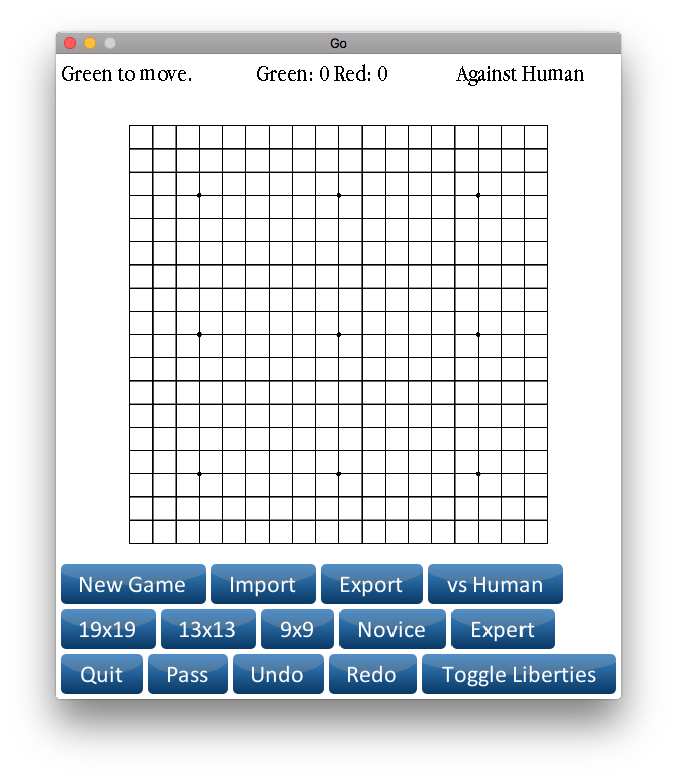 Go
Green to move. Green: 0 Red: 0 Against Human
New Game Import Export vs Human
19x19 13x13 9x9 Novice Expert
Quit Pass Undo Redo Toggle Liberties